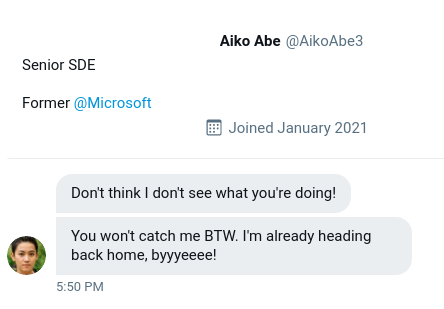 Aiko Abe @AikoAbe3
Senior SDE
Former @Microsoft
Joined January 2021
Don't think I don't see what you're doing!
You won't catch me BTW. I'm already heading
back home, byyyeeee!
5:50 PM